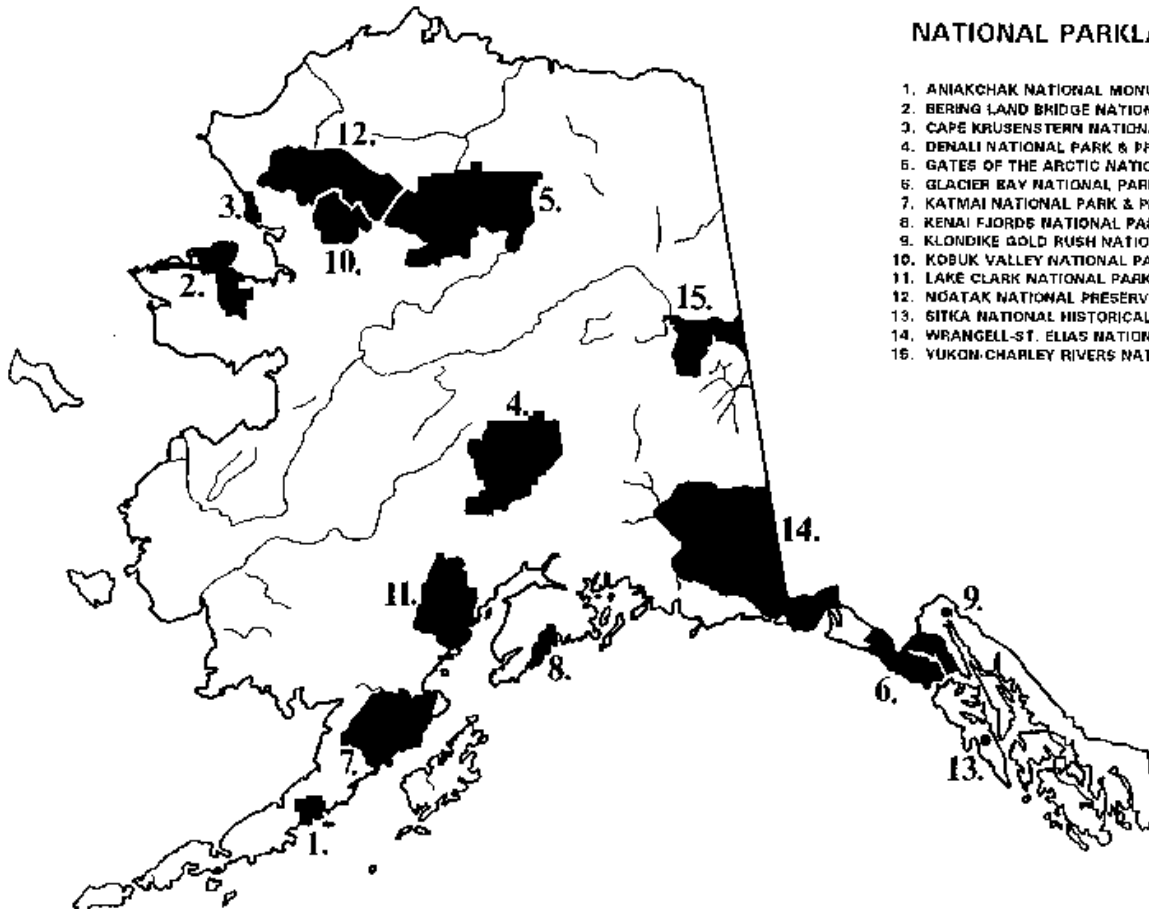 NATIONAL PARKLA
1. ANIAKCHAK NATIONAL MONU
2. BERING LAND BRIDGE NATION
3. CAPE KRUSENSTERN NATIONA
4. DENALI NATIONAL PARK & PR
5. GATES OF THE ARCTIC NATIO
6. GLACIER BAY NATIONAL PAR
7. KATMAI NATIONAL PARK & P
8. KENAI FJORDS NATIONAL PA
9. KLONDIKE GOLD RUSH NATIO
10. KOBUK VALLEY NATIONAL PA
11. LAKE CLARK NATIONAL PARK
12. NOATAK NATIONAL PRESERV
13. SITKA NATIONAL HISTORICAL
14. WRANGELL-ST. ELIAS NATION
15. YUKON-CHARLEY RIVERS NAT
12.
3.
5.
10.
2.
15.
4.
14.
11.
9.
8.
6.
7.
13.
1.